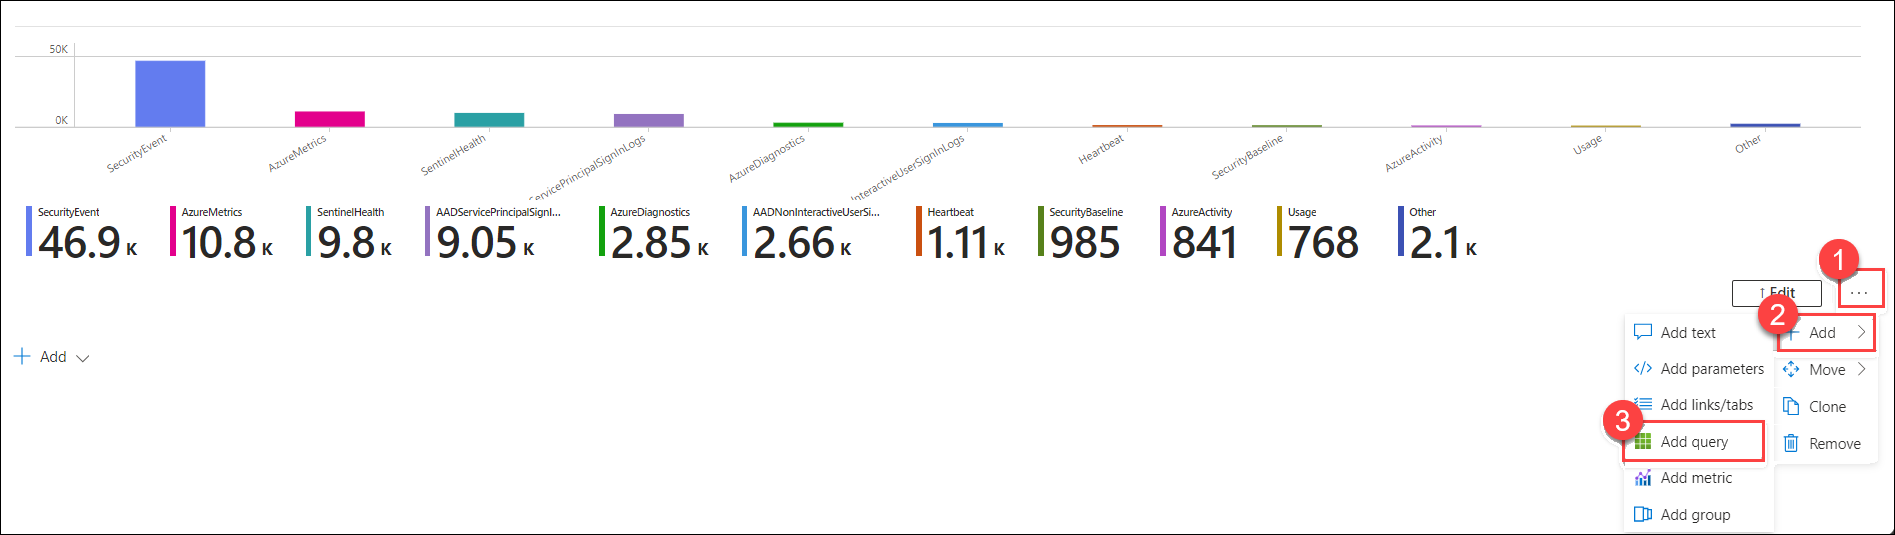 50K
0K
SecurityEvent
AzureMetrics
SentinelHealth
ServicePrincipalSignInLogs
AzureDiagnostics
InteractiveUserSignInLogs
Heartbeat
SecurityBaseline
AzureActivity
Usage
Other
SecurityEvent
46.9 K
AzureMetrics
10.8 K
SentinelHealth
9.8 K
AADServicePrincipalSignI...
9.05 K
AzureDiagnostics
2.85 K
AADNonInteractiveUserSi...
2.66 K
Heartbeat
1.11 K
SecurityBaseline
985
AzureActivity
841
Usage
768
Other
2.1 K
1
↑ Edit
...
2
Add
Move
Clone
Remove
Add text
Add parameters
Add links/tabs
3
Add query
Add metric
Add group
+ Add